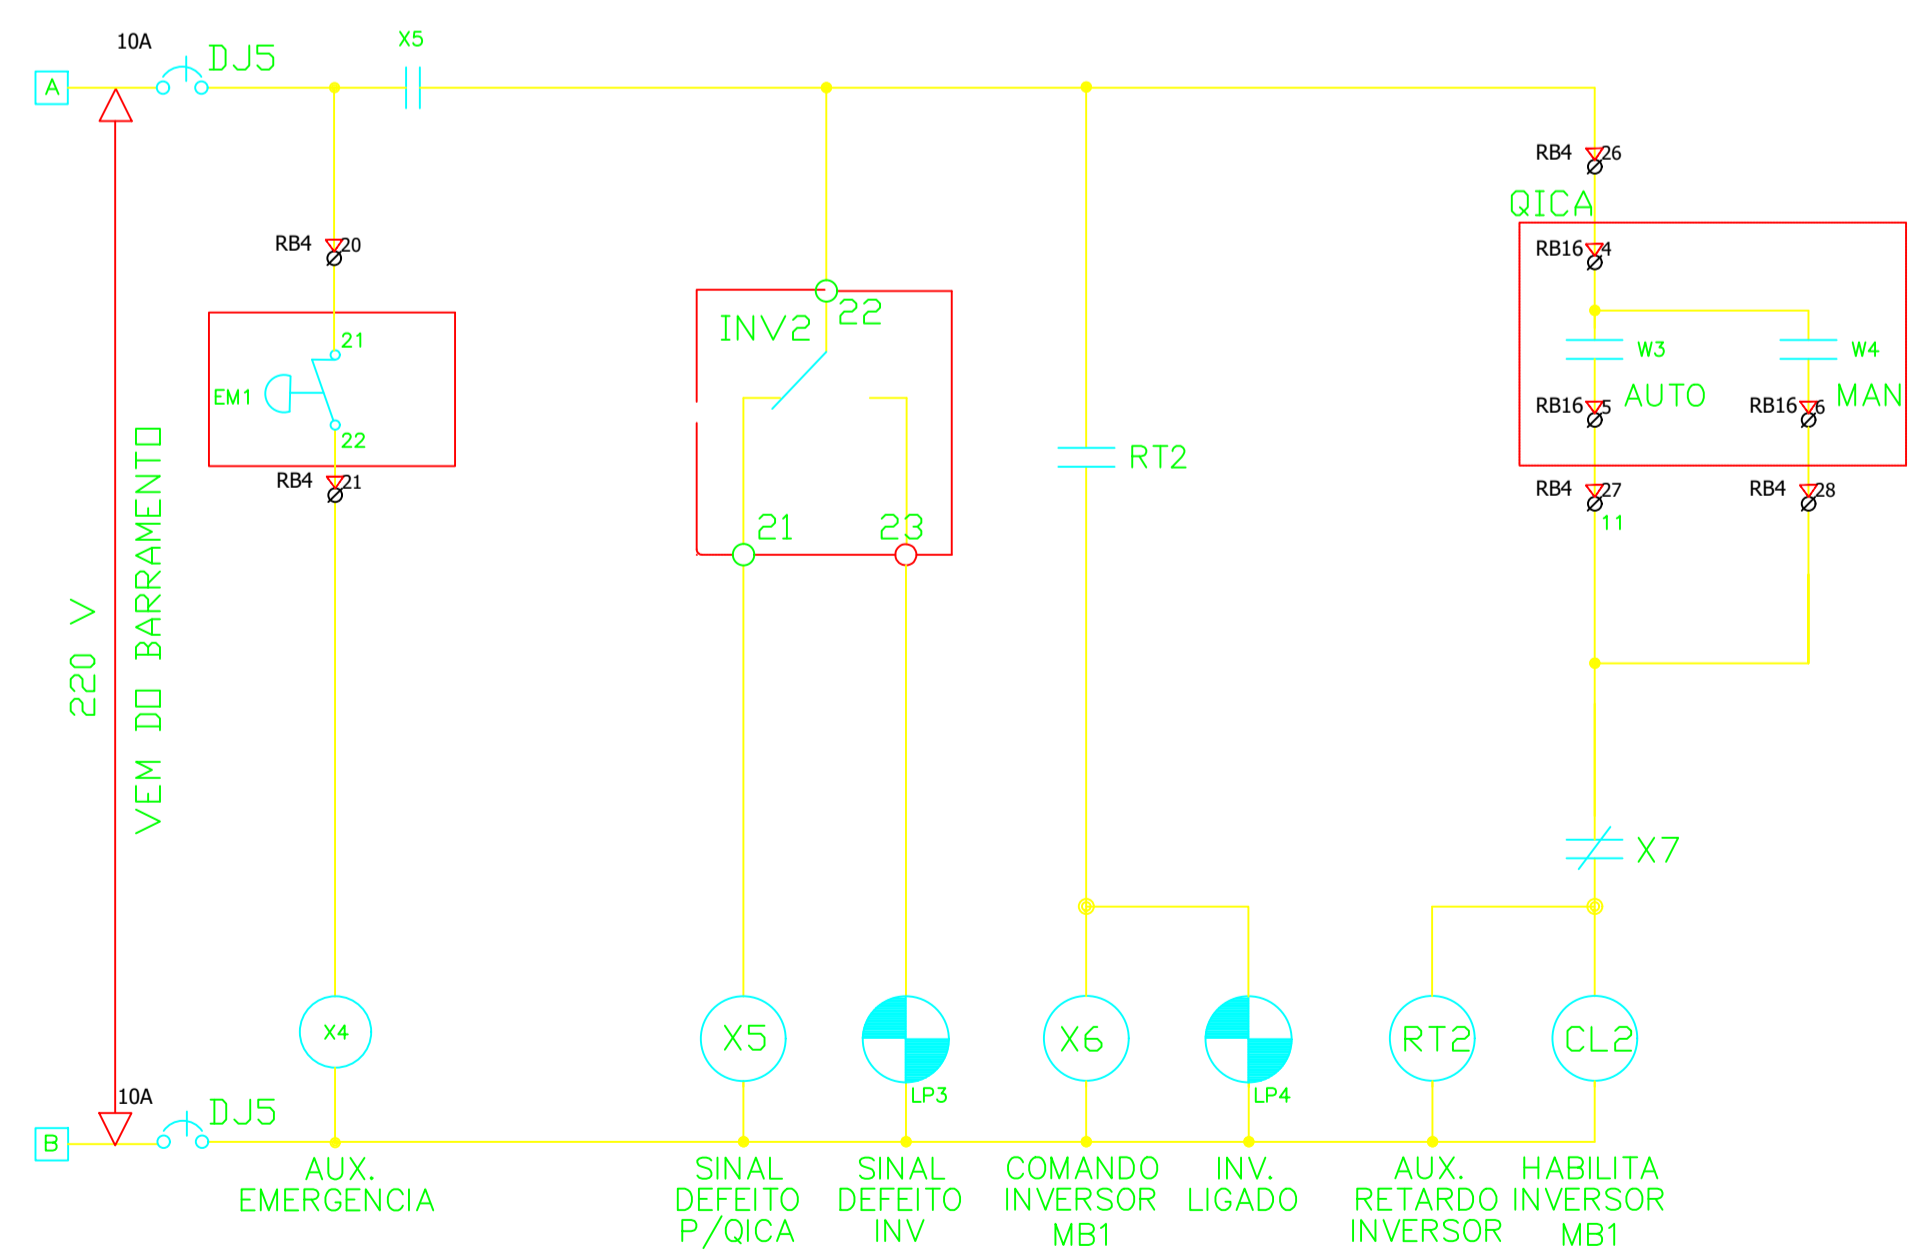 10A
DJ5
X5
A
RB4 26
QICA
RB4 20
RB16 4
INV2
22
21
EM1
22
W3
W4
AUTO
MAN
RB16 5
RB16 6
RT2
RB4 21
RB4 27
RB4 28
11
21
23
220 V
VEM DO BARRAMENTO
X7
X4
X5
X6
RT2
CL2
LP3
LP4
10A
DJ5
B
AUX.
EMERGENCIA
SINAL
DEFEITO
P/QICA
SINAL
DEFEITO
INV
COMANDO
INVERSOR
MB1
INV.
LIGADO
AUX.
RETARDO
INVERSOR
HABILITA
INVERSOR
MB1